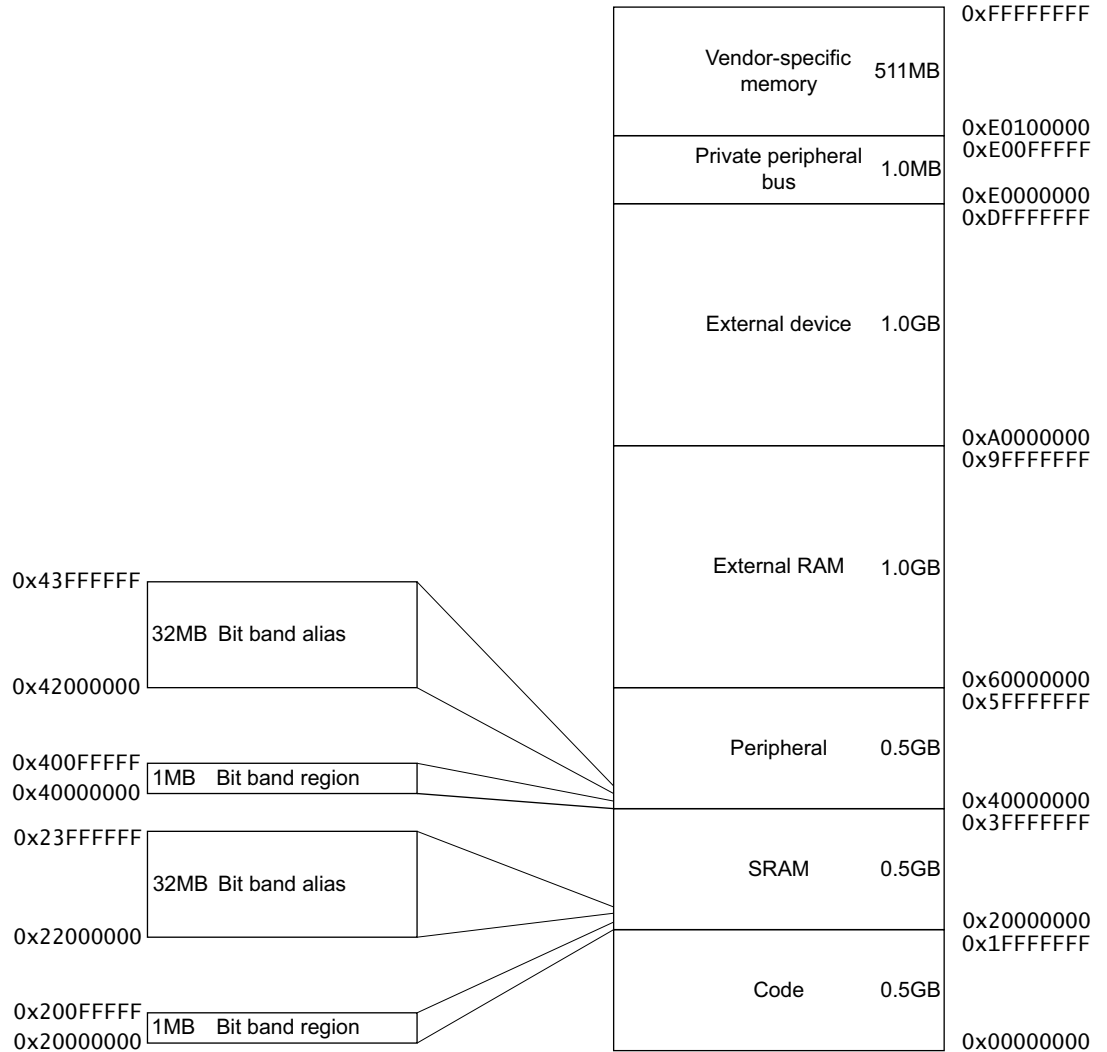 0xFFFFFFFF
Vendor-specific
memory
511MB
0xE0100000
0xE00FFFFF
Private peripheral
bus
1.0MB
0xE0000000
0xDFFFFFFF
External device 1.0GB
0xA0000000
0x9FFFFFFF
External RAM 1.0GB
0x60000000
0x5FFFFFFF
Peripheral 0.5GB
0x40000000
0x3FFFFFFF
SRAM 0.5GB
0x20000000
0x1FFFFFFF
Code 0.5GB
0x00000000
0x43FFFFFF
32MB Bit band alias
0x42000000
0x400FFFFF
1MB Bit band region
0x40000000
0x23FFFFFF
32MB Bit band alias
0x22000000
0x200FFFFF
1MB Bit band region
0x20000000